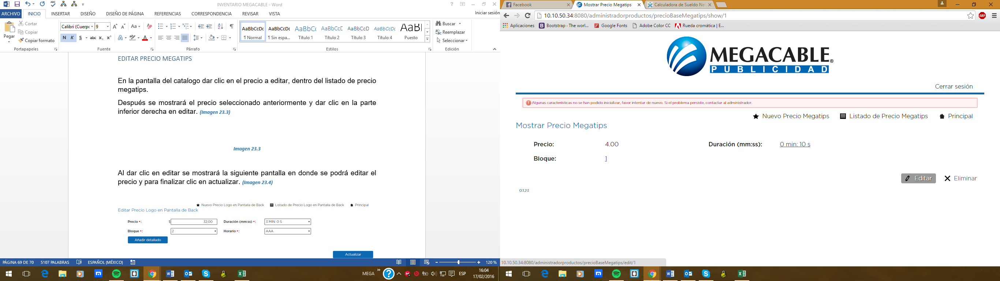 INVENTARIO MEGACABLE - Word
ARCHIVO INICIO INSERTAR DISEÑO DISEÑO DE PÁGINA REFERENCIAS CORRESPONDENCIA REVISAR VISTA Iniciar sesión
Pegar
Cortar
Copiar
Copiar formato
Portapapeles
Calibri (Cuerpo 9
N K S abc x₂ x²
Fuente
Párrafo
AaBbCcDc AaBbCcDc AaBbCc AaBbCcE AaBbCcD AaBbCcDc AaBl
¶ Normal ¶ Sin espa... Título 1 Título 2 Título 3 Título 4 Puesto
Estilos
Buscar
Reemplazar
Seleccionar
Edición
EDITAR PRECIO MEGATIPS
En la pantalla del catalogo dar clic en el precio a editar, dentro del listado de precio
megatips.
Después se mostrará el precio seleccionado anteriormente y dar clic en la parte
inferior derecha en editar. (Imagen 23.3)
Imagen 23.3
Al dar clic en editar se mostrará la siguiente pantalla en donde se podrá editar el
precio y para finalizar clic en actualizar. (Imagen 23.4)
Nuevo Precio Logo en Pantalla de Back Listado de Precio Logo en Pantalla de Back Principal
Editar Precio Logo en Pantalla de Back
Precio •: $ 32,00 Duración (mm:ss) •: 3 MIN: 0 S
Bloque •: 2 Horario •: AAA
Añadir detallado
Actualizar
PÁGINA 69 DE 70 5107 PALABRAS ESPAÑOL (MÉXICO) 120 %
MEGA » ESP 16:04
17/02/2016
Facebook Mostrar Precio Megatips Calculadora de Sueldo Ne
10.10.50.34:8080/administradorproductos/precioBaseMegatips/show/1
ABP
Aplicaciones Bootstrap · The worl... Google Fonts Adobe Color CC Rueda cromática | E...
MEGACABLE®
PUBLICIDAD
Cerrar sesión
Algunas características no se han podido inicializar, favor intentar de nuevo. Si el problema persiste, contactar al administrador.
Nuevo Precio Megatips Listado de Precio Megatips Principal
Mostrar Precio Megatips
Precio: 4.00 Duración (mm:ss): 0 min: 10 s
Bloque: 1
Editar Eliminar
0.1.23
10.10.50.34:8080/administradorproductos/precioBaseMegatips/edit/1